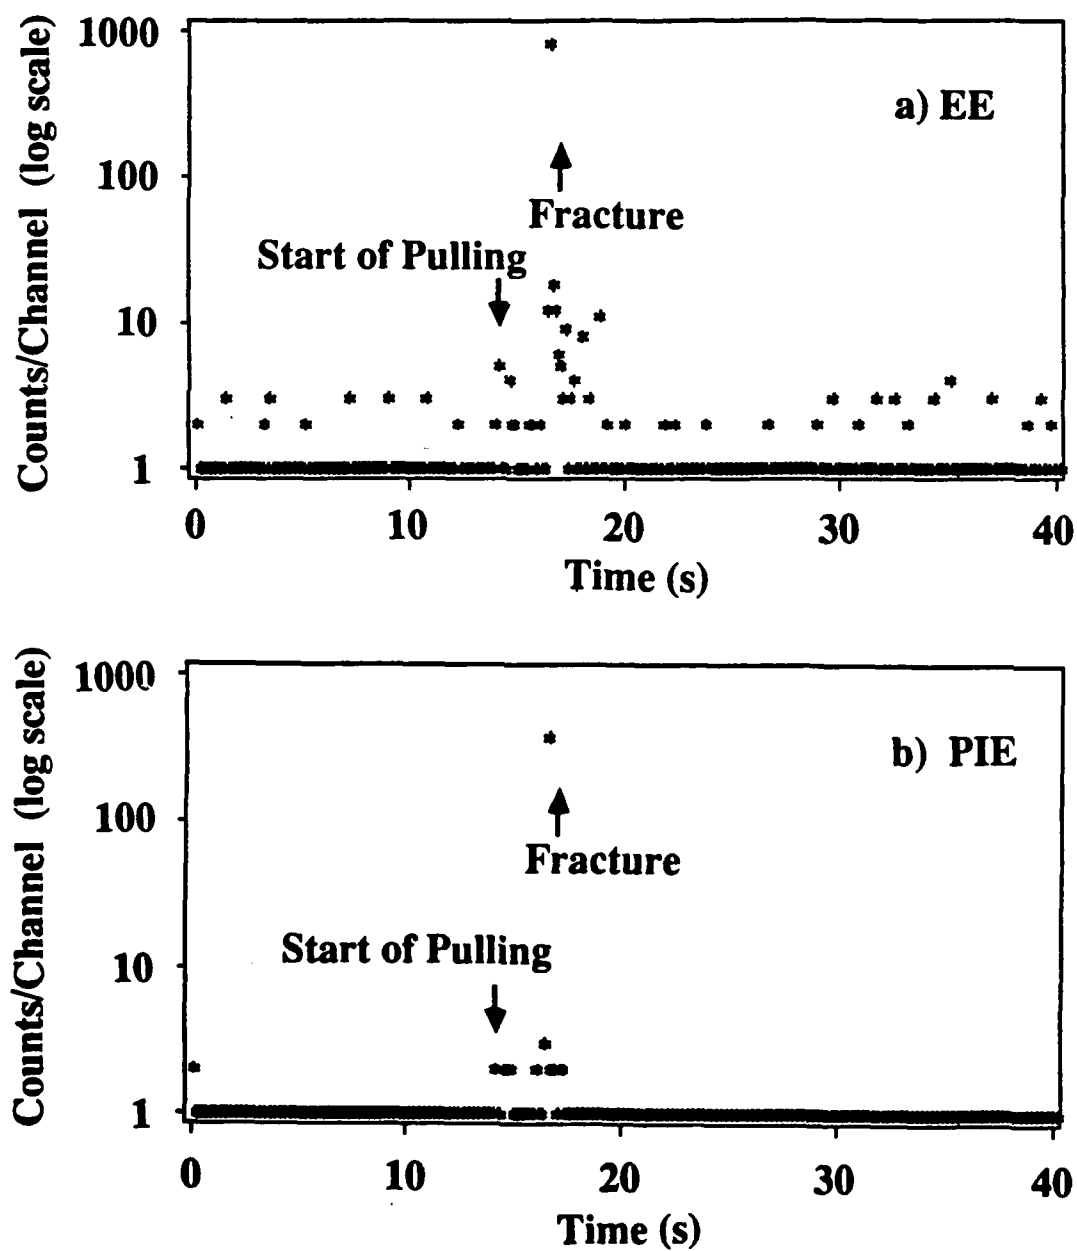 1000
100
10
1
Counts/Channel (log scale)
a) EE
Fracture
Start of Pulling
0 10 20 30 40
Time (s)
1000
100
10
1
Counts/Channel (log scale)
b) PIE
Fracture
Start of Pulling
0 10 20 30 40
Time (s)